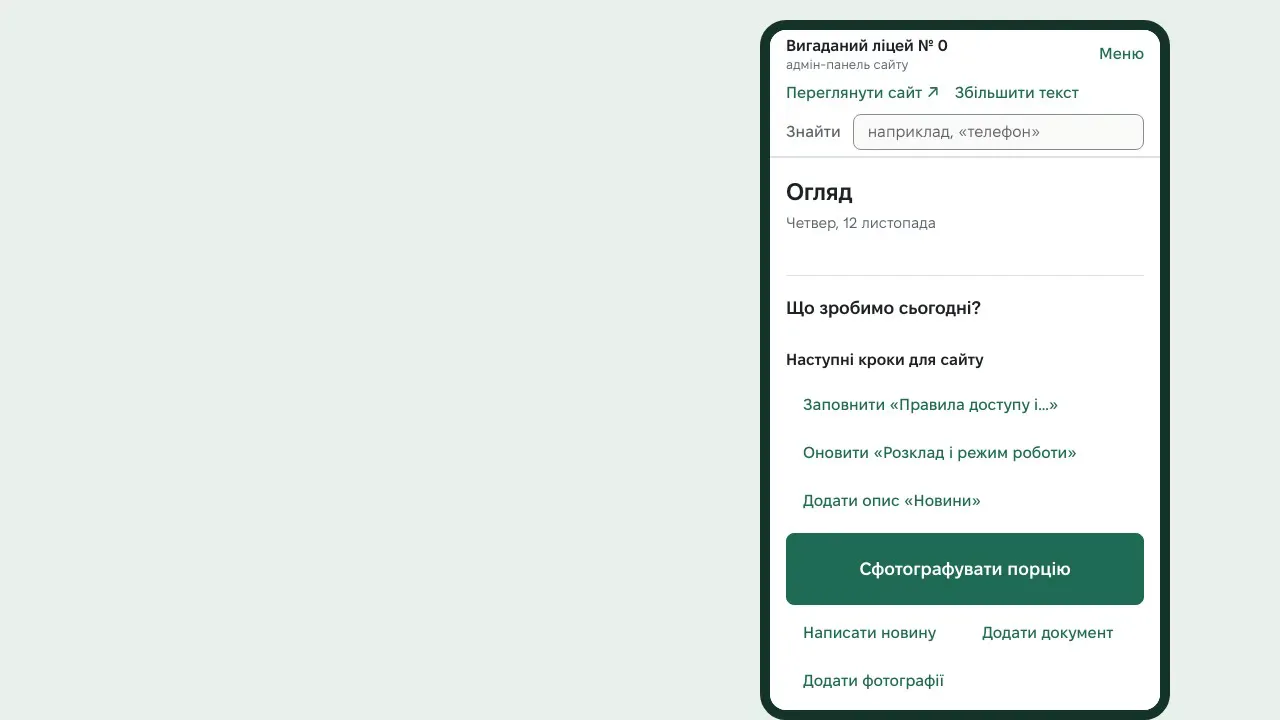 Вигаданий ліцей № 0
адмін-панель сайту
Меню
Переглянути сайт ↗ Збільшити текст
Знайти наприклад, «телефон»
Огляд
Четвер, 12 листопада
Що зробимо сьогодні?
Наступні кроки для сайту
Заповнити «Правила доступу і...»
Оновити «Розклад і режим роботи»
Додати опис «Новини»
Сфотографувати порцію
Написати новину Додати документ
Додати фотографії